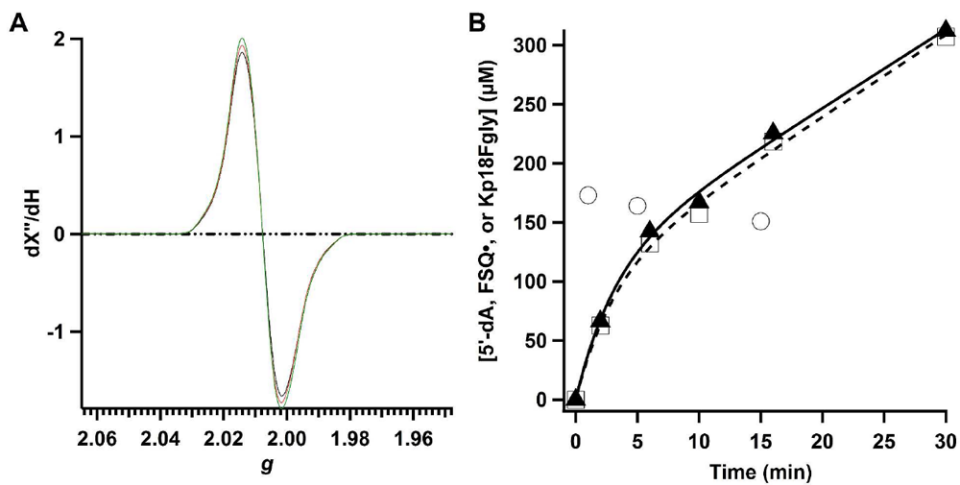 A
2
1
0
-1
dX"/dH
2.06 2.04 2.02 2.00 1.98 1.96
g
B
300
250
200
150
100
50
0
[5'-dA, FSQ•, or Kp18Fgly] (µM)
0 5 10 15 20 25 30
Time (min)